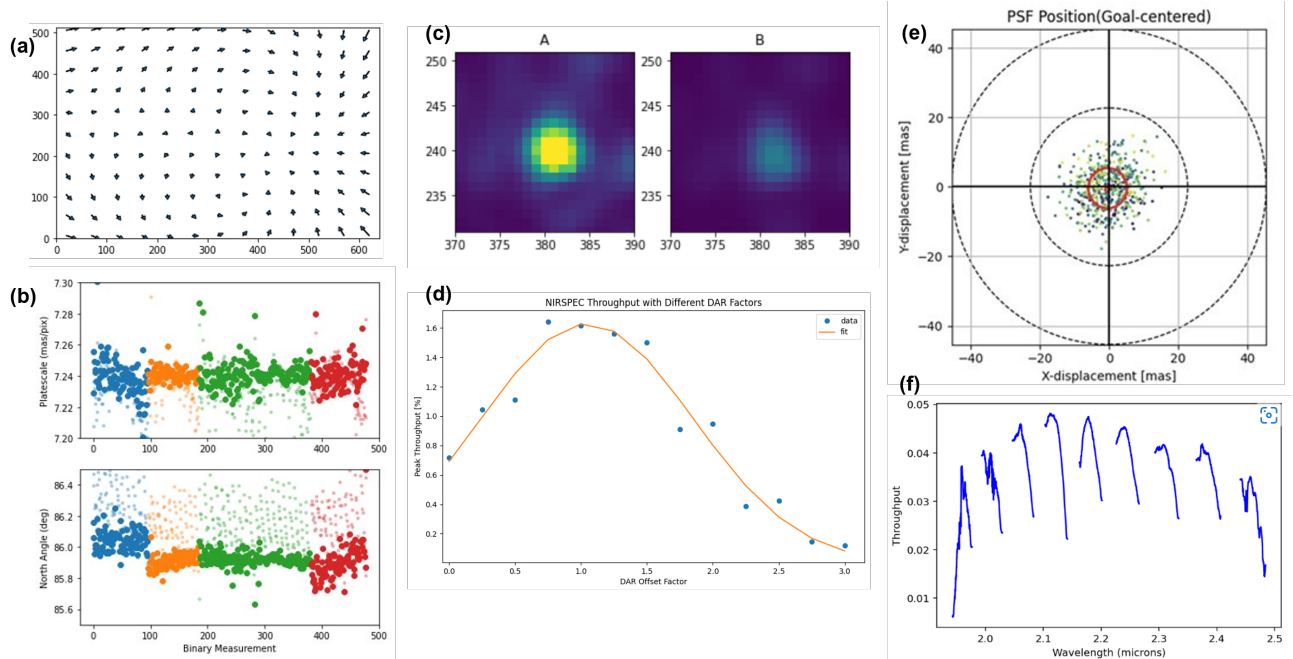 (a)
500
400
300
200
100
0
0 100 200 300 400 500 600
(b)
7.30
7.28
7.26
7.24
7.22
7.20
Platescale (mas/pix)
0 100 200 300 400 500
86.4
86.2
86.0
85.8
85.6
North Angle (deg)
0 100 200 300 400 500
Binary Measurement
(c)
A B
250
245
240
235
370 380 385 390
250
245
240
235
370 380 385 390
(d)
NIRSPEC Throughput with Different DAR Factors
data
fit
1.6
1.4
1.2
1.0
0.8
0.6
0.4
0.2
Peak Throughput [%]
0.0 0.5 1.0 1.5 2.0 2.5 3.0
DAR Offset Factor
(e)
PSF Position(Goal-centered)
40
20
0
−20
−40
Y-displacement [mas]
−40 −20 0 20 40
X-displacement [mas]
(f)
0.05
0.04
0.03
0.02
0.01
Throughput
2.0 2.1 2.2 2.3 2.4 2.5
Wavelength (microns)